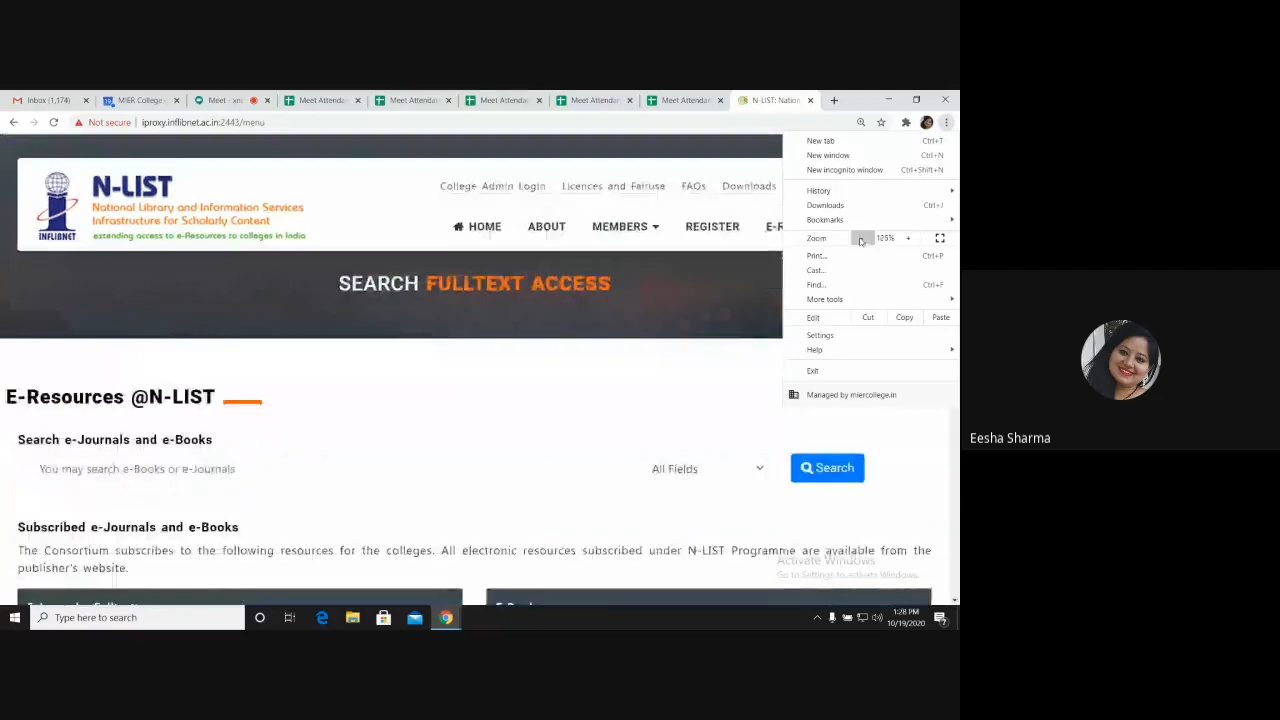 Inbox (1,174)
MIER College
Meet - xn
Meet Attendan
Meet Attendan
Meet Attendan
Meet Attendan
Meet Attendan
N-LIST: Nation
Not secure | iproxy.inflibnet.ac.in:2443/menu
New tab Ctrl+T
New window Ctrl+N
New incognito window Ctrl+Shift+N
History
Downloads Ctrl+J
Bookmarks
Zoom 125% +
Print... Ctrl+P
Cast...
Find... Ctrl+F
More tools
Edit Cut Copy Paste
Settings
Help
Exit
Managed by miercollege.in
INFLIBNET
N-LIST
National Library and Information Services
Infrastructure for Scholarly Content
extending access to e-Resources to colleges in India
College Admin Login Licences and Fairuse FAQs Downloads
HOME ABOUT MEMBERS REGISTER E-R
SEARCH FULLTEXT ACCESS
E-Resources @N-LIST
Search e-Journals and e-Books
You may search e-Books or e-Journals All Fields Search
Subscribed e-Journals and e-Books
The Consortium subscribes to the following resources for the colleges. All electronic resources subscribed under N-LIST Programme are available from the
publisher's website.
Activate Windows
Go to Settings to activate Windows.
Type here to search
1:28 PM
10/19/2020
Eesha Sharma